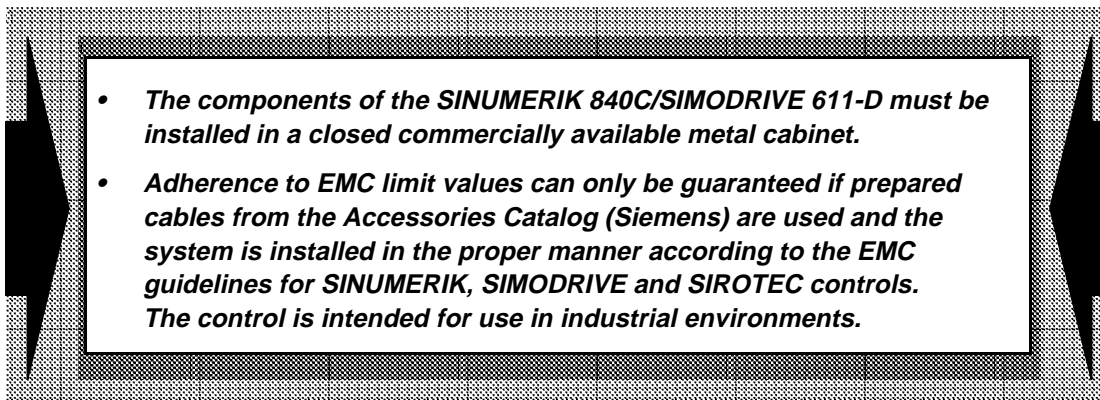 • The components of the SINUMERIK 840C/SIMODRIVE 611-D must be
installed in a closed commercially available metal cabinet.
• Adherence to EMC limit values can only be guaranteed if prepared
cables from the Accessories Catalog (Siemens) are used and the
system is installed in the proper manner according to the EMC
guidelines for SINUMERIK, SIMODRIVE and SIROTEC controls.
The control is intended for use in industrial environments.